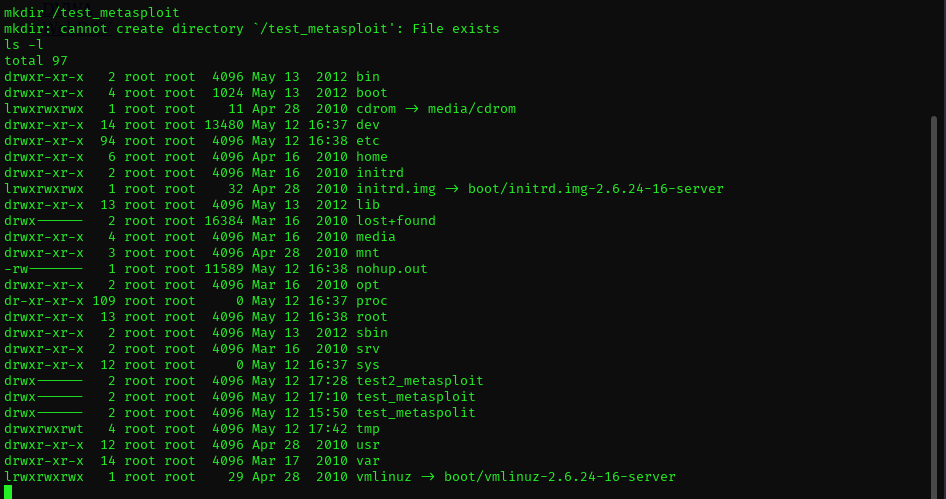 mkdir /test_metasploit
mkdir: cannot create directory `/test_metasploit': File exists
ls -l
total 97
drwxr-xr-x   2 root root  4096 May 13  2012 bin
drwxr-xr-x   4 root root  1024 May 13  2012 boot
lrwxrwxrwx   1 root root    11 Apr 28  2010 cdrom -> media/cdrom
drwxr-xr-x  14 root root 13480 May 12 16:37 dev
drwxr-xr-x  94 root root  4096 May 12 16:38 etc
drwxr-xr-x   6 root root  4096 Apr 16  2010 home
drwxr-xr-x   2 root root  4096 Mar 16  2010 initrd
lrwxrwxrwx   1 root root    32 Apr 28  2010 initrd.img -> boot/initrd.img-2.6.24-16-server
drwxr-xr-x  13 root root  4096 May 13  2012 lib
drwx------   2 root root 16384 Mar 16  2010 lost+found
drwxr-xr-x   4 root root  4096 Mar 16  2010 media
drwxr-xr-x   3 root root  4096 Apr 28  2010 mnt
-rw-------   1 root root 11589 May 12 16:38 nohup.out
drwxr-xr-x   2 root root  4096 Mar 16  2010 opt
dr-xr-xr-x 109 root root     0 May 12 16:37 proc
drwxr-xr-x  13 root root  4096 May 12 16:38 root
drwxr-xr-x   2 root root  4096 May 13  2012 sbin
drwxr-xr-x   2 root root  4096 Mar 16  2010 srv
drwxr-xr-x  12 root root     0 May 12 16:37 sys
drwx------   2 root root  4096 May 12 17:28 test2_metasploit
drwx------   2 root root  4096 May 12 17:10 test_metasploit
drwx------   2 root root  4096 May 12 15:50 test_metaspolit
drwxrwxrwt   4 root root  4096 May 12 17:42 tmp
drwxr-xr-x  12 root root  4096 Apr 28  2010 usr
drwxr-xr-x  14 root root  4096 Mar 17  2010 var
lrwxrwxrwx   1 root root    29 Apr 28  2010 vmlinuz -> boot/vmlinuz-2.6.24-16-server